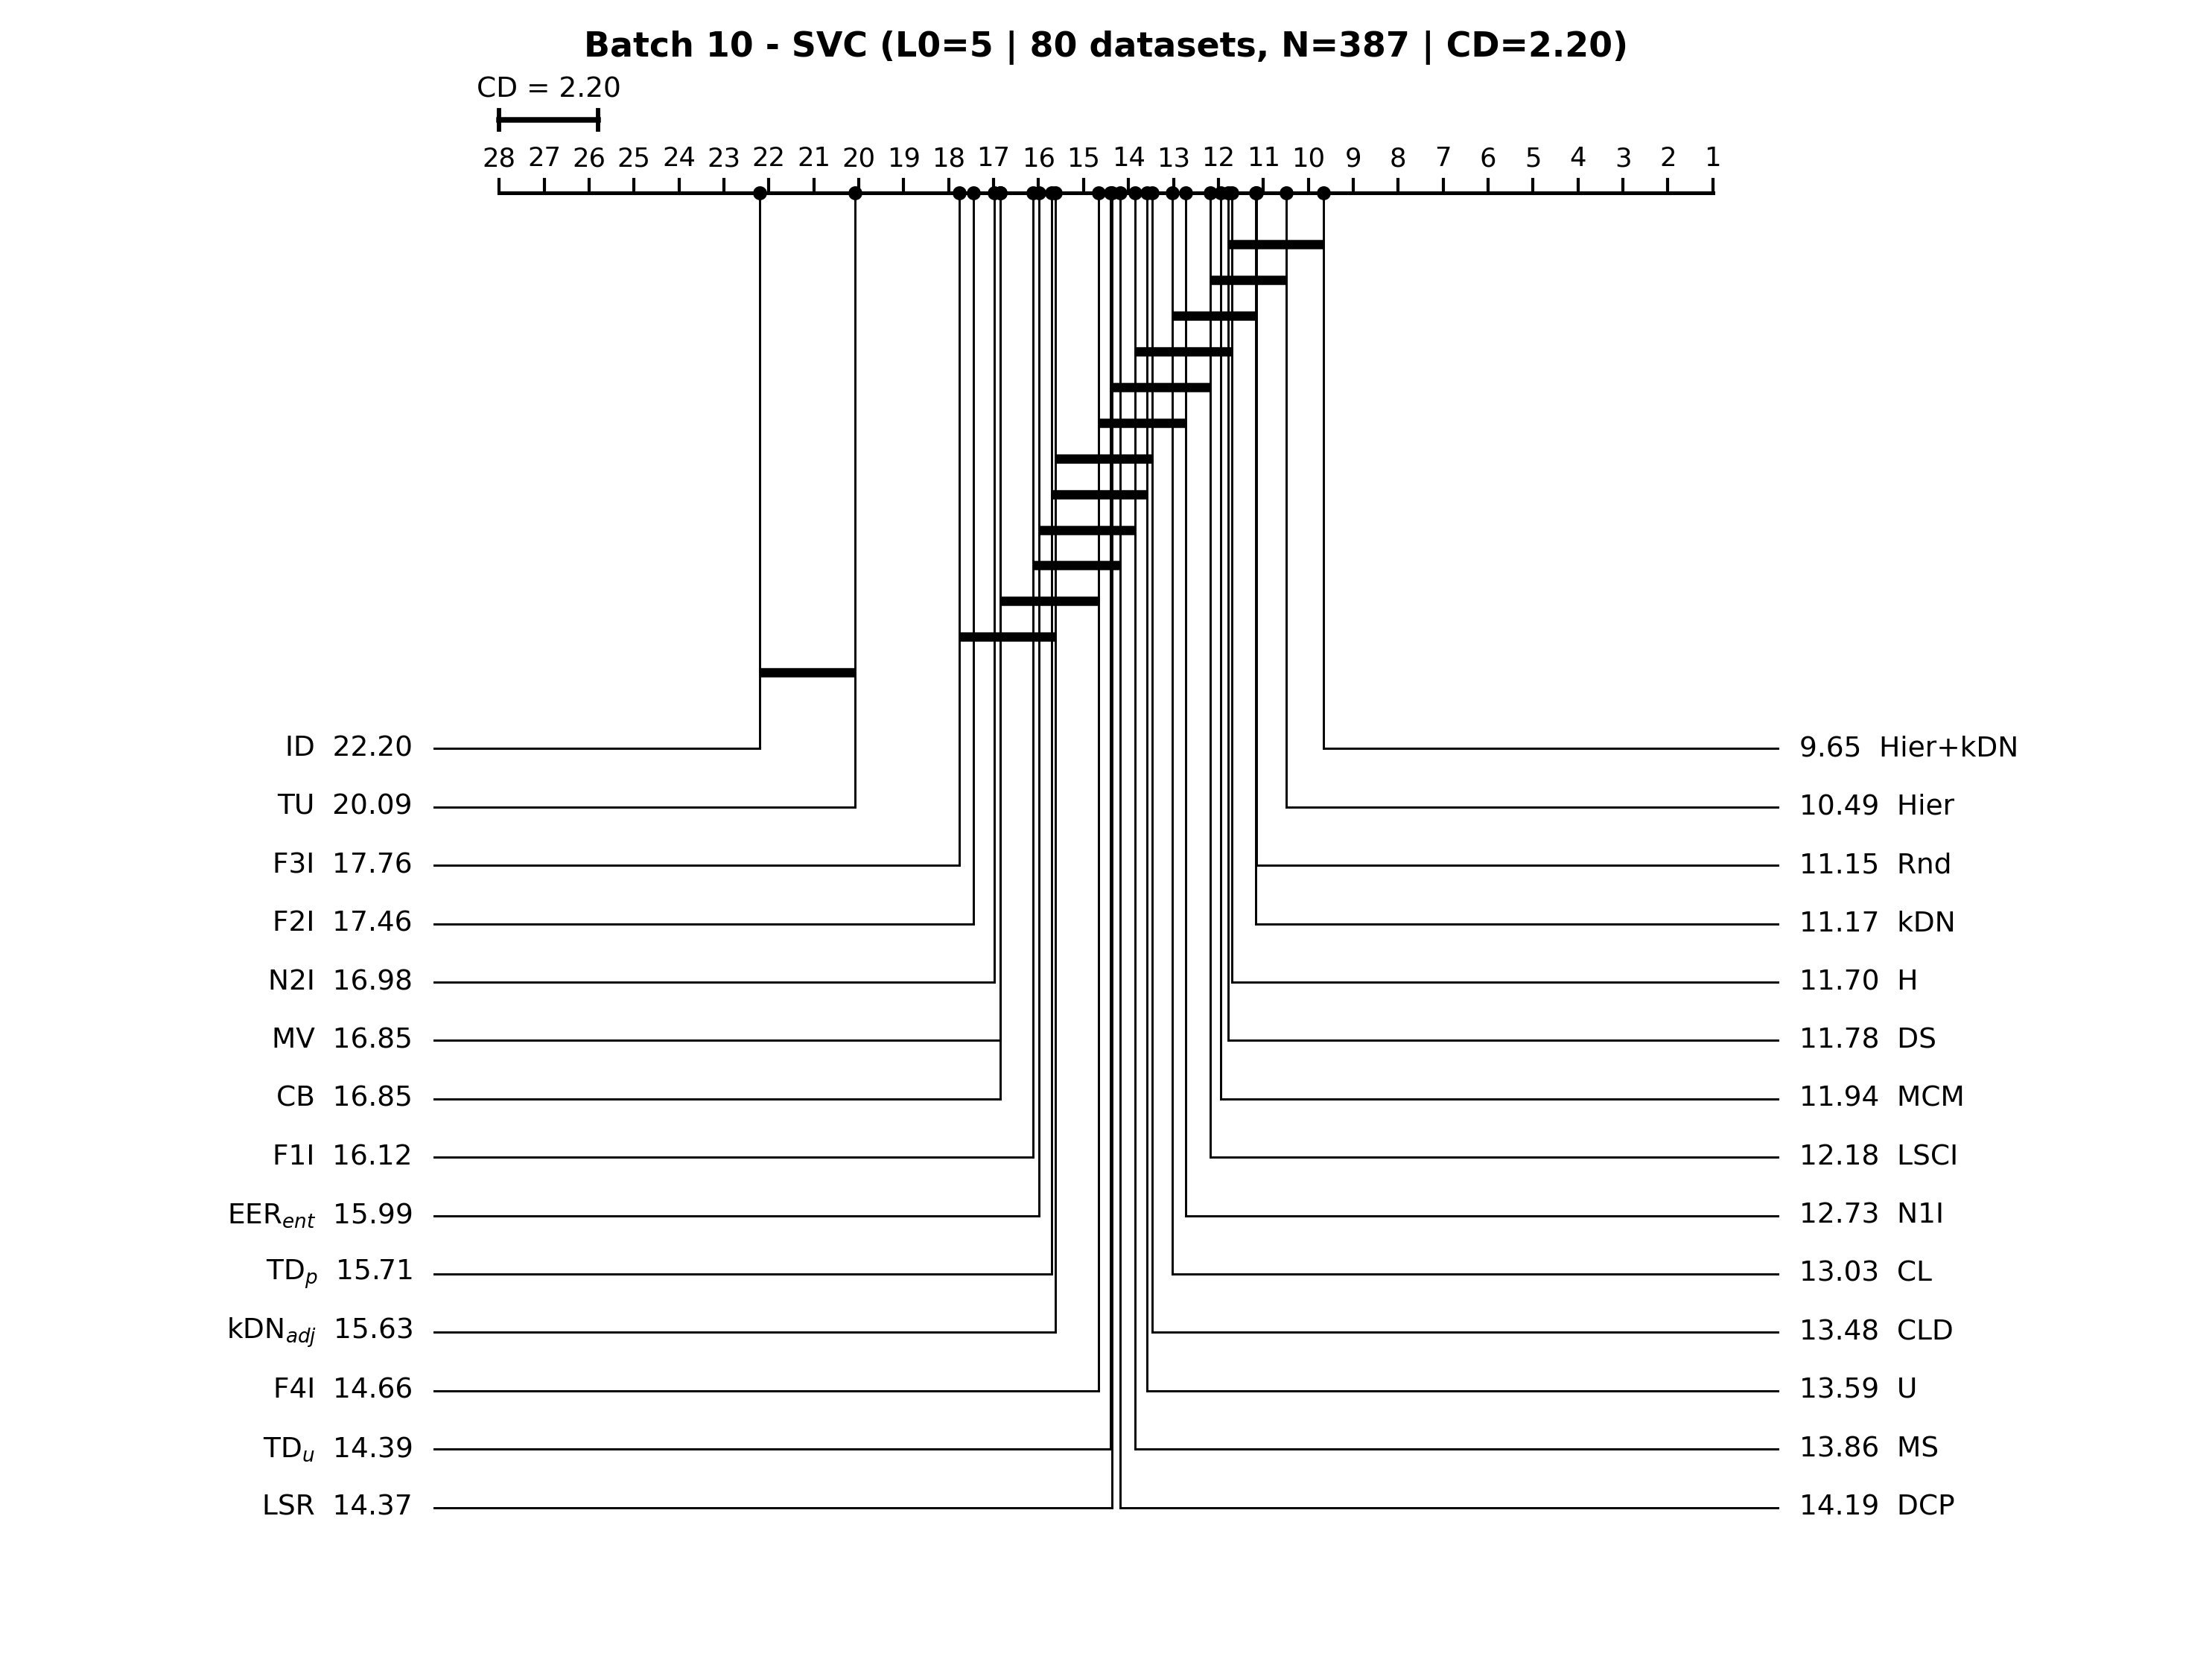 Batch 10 - SVC (L0=5 | 80 datasets, N=387 | CD=2.20)
CD = 2.20
28 27 26 25 24 23 22 21 20 19 18 17 16 15 14 13 12 11 10 9 8 7 6 5 4 3 2 1
ID 22.20
TU 20.09
F3I 17.76
F2I 17.46
N2I 16.98
MV 16.85
CB 16.85
F1I 16.12
EERent 15.99
TDp 15.71
kDNadj 15.63
F4I 14.66
TDu 14.39
LSR 14.37
9.65 Hier+kDN
10.49 Hier
11.15 Rnd
11.17 kDN
11.70 H
11.78 DS
11.94 MCM
12.18 LSCI
12.73 N1I
13.03 CL
13.48 CLD
13.59 U
13.86 MS
14.19 DCP